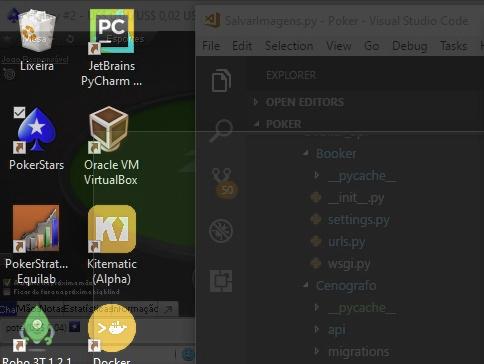 #2 -
US$ 0,02
SalvarImagens.py - Poker - Visual Studio Code
File Edit Selection View Go Debug Tasks
Esportes
Lixeira
JetBrains
PyCharm ...
EXPLORER
OPEN EDITORS
POKER
PokerStars
Oracle VM
VirtualBox
Booker
__pycache__
__init__.py
settings.py
urls.py
wsgi.py
50
PokerStrat...
Equilab
Kitematic
(Alpha)
Cenografo
__pycache__
api
migrations
Chat Mãos Notas Estatísticas Informação
Robo 3T 1.2.1
Docker
PC